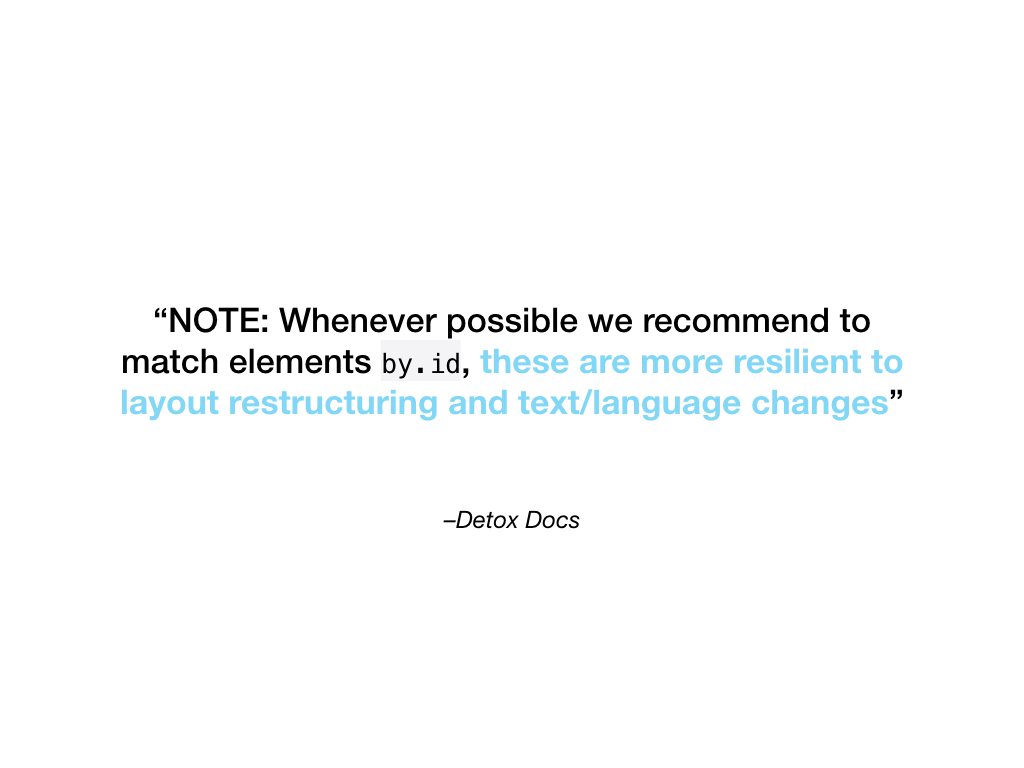 “NOTE: Whenever possible we recommend to
match elements by.id, these are more resilient to
layout restructuring and text/language changes”
–Detox Docs